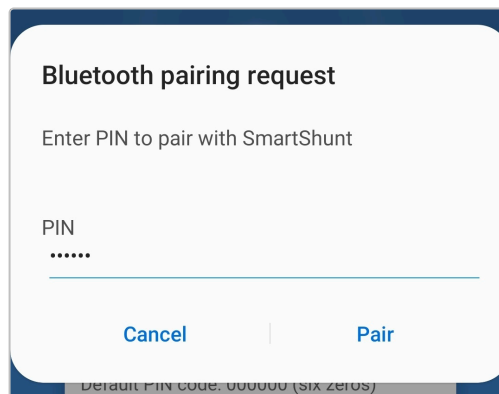 Bluetooth pairing request
Enter PIN to pair with SmartShunt
PIN
••••••
Cancel Pair
Default PIN code: 000000 (six zeros)